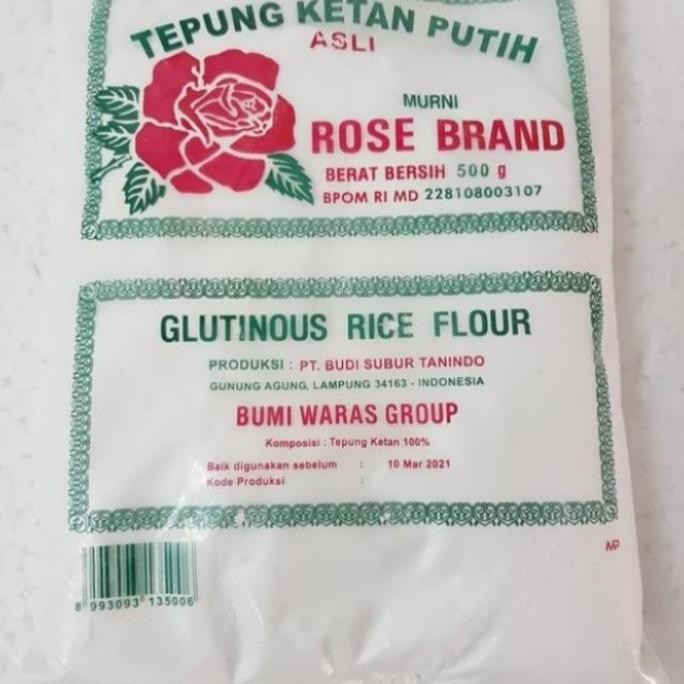 TEPUNG KETAN PUTIH
ASLI
MURNI
ROSE BRAND
BERAT BERSIH 500 g
BPOM RI MD 228108003107
GLUTINOUS RICE FLOUR
PRODUKSI : PT. BUDI SUBUR TANINDO
GUNUNG AGUNG, LAMPUNG 34163 - INDONESIA
BUMI WARAS GROUP
Komposisi : Tepung Ketan 100%
Baik digunakan sebelum : 10 Mar 2021
Kode Produksi :
MP
8 993093 135006